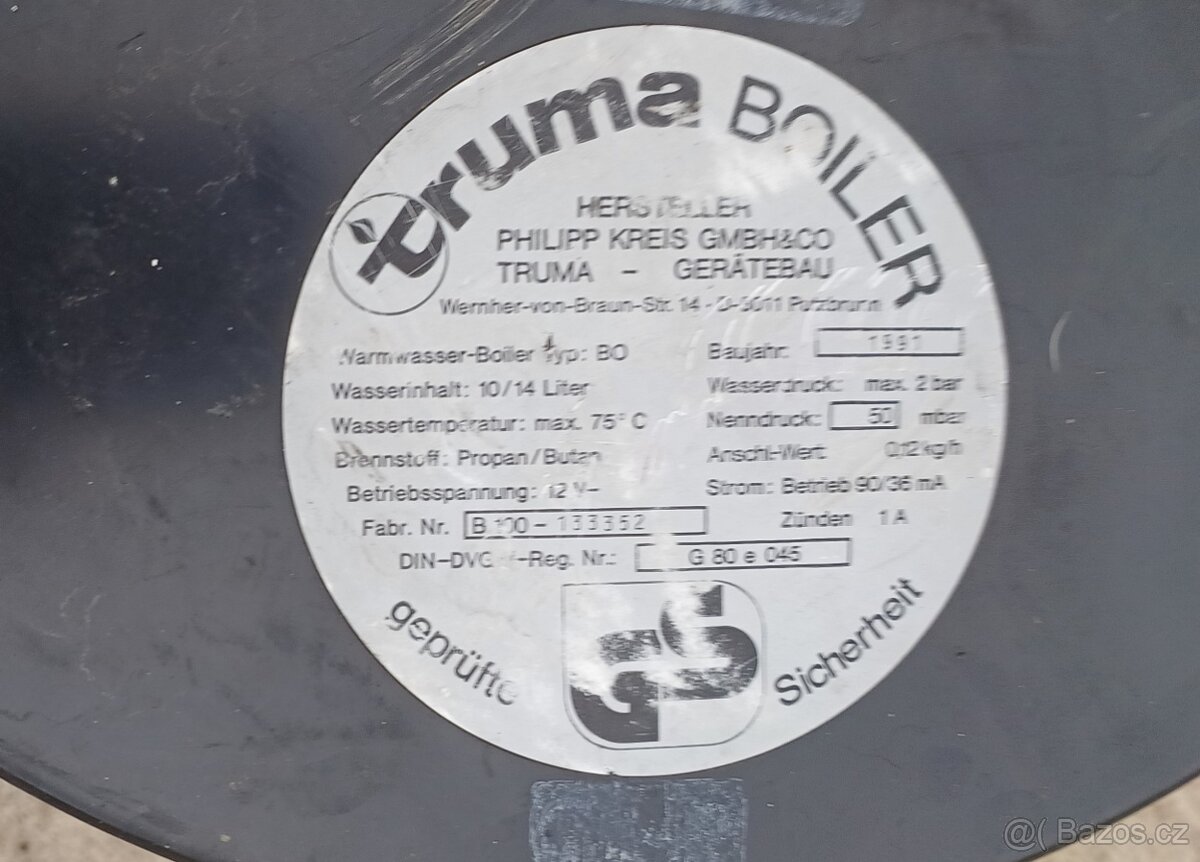 truma BOILER
HERSTELLER
PHILIPP KREIS GMBH&CO
TRUMA - GERÄTEBAU
Wernher-von-Braun-Str. 14 - D-8011 Putzbrunn
Warmwasser-Boiler Typ: BO
Baujahr: 1991
Wasserinhalt: 10/14 Liter
Wasserdruck: max. 2 bar
Wassertemperatur: max. 75° C
Nenndruck: 50 mbar
Brennstoff: Propan/Butan
Anschl-Wert: 0,12 kg/h
Betriebsspannung: 12 V-
Strom: Betrieb 90/36 mA
Fabr. Nr. B 100-133352
Zünden 1 A
DIN-DVGW-Reg. Nr.: G 80 e 045
geprüfte Sicherheit
GS
@( Bazos.cz